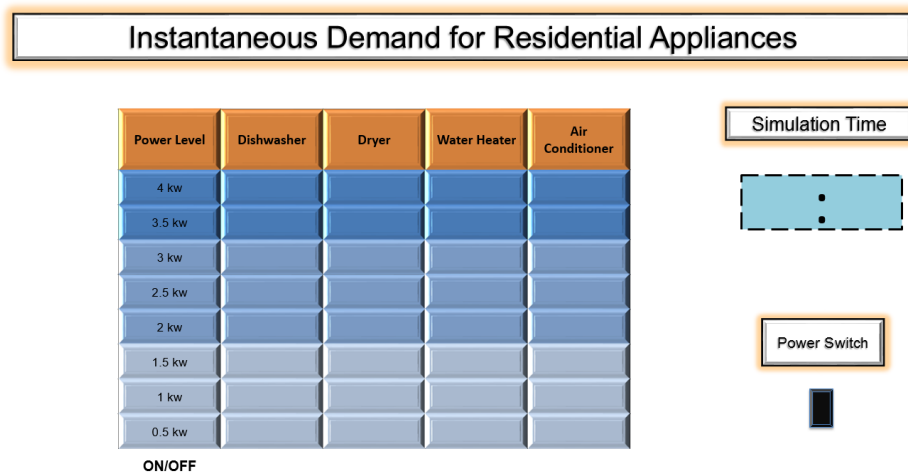 Instantaneous Demand for Residential Appliances
Power Level Dishwasher Dryer Water Heater Air Conditioner
4 kw
3.5 kw
3 kw
2.5 kw
2 kw
1.5 kw
1 kw
0.5 kw
ON/OFF
Simulation Time
:
Power Switch